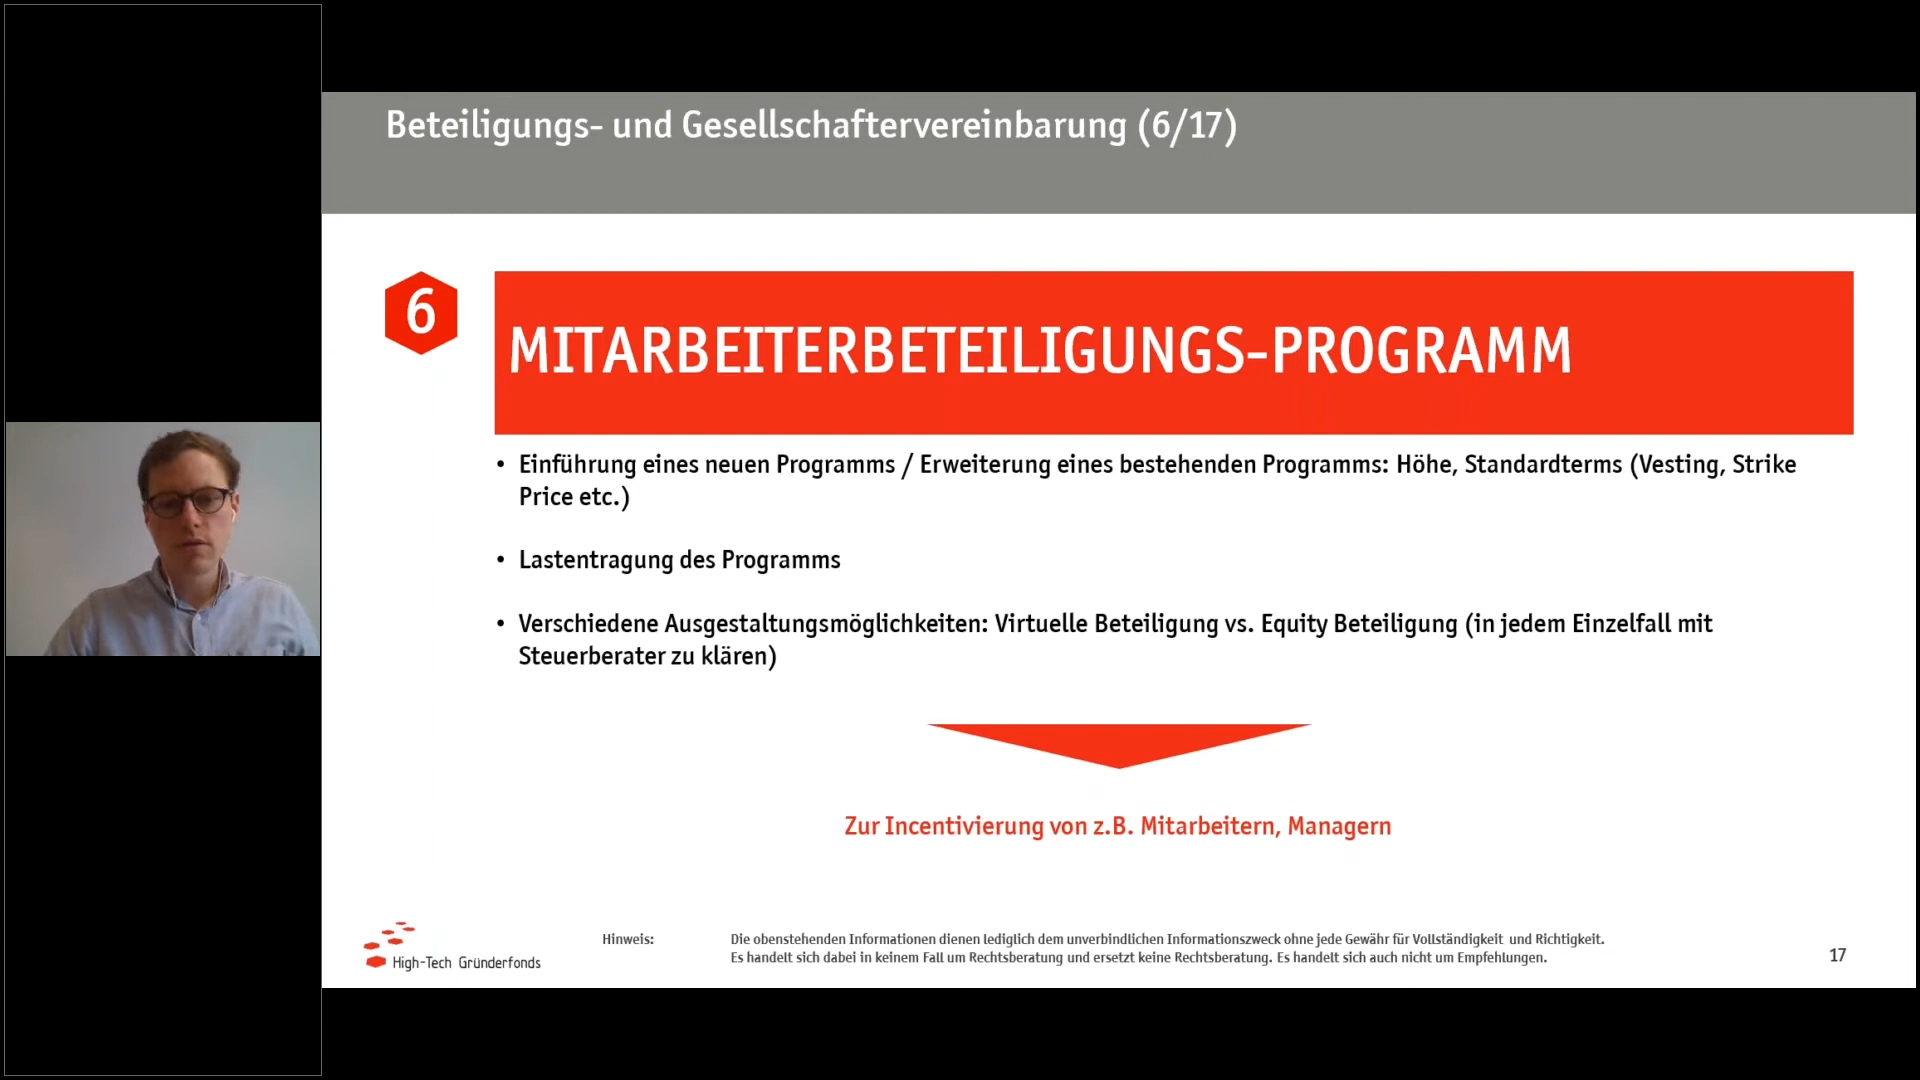 Beteiligungs- und Gesellschaftervereinbarung (6/17)
6
MITARBEITERBETEILIGUNGS-PROGRAMM
• Einführung eines neuen Programms / Erweiterung eines bestehenden Programms: Höhe, Standardterms (Vesting, Strike
Price etc.)
• Lastentragung des Programms
• Verschiedene Ausgestaltungsmöglichkeiten: Virtuelle Beteiligung vs. Equity Beteiligung (in jedem Einzelfall mit
Steuerberater zu klären)
Zur Incentivierung von z.B. Mitarbeitern, Managern
High-Tech Gründerfonds
Hinweis:
Die obenstehenden Informationen dienen lediglich dem unverbindlichen Informationszweck ohne jede Gewähr für Vollständigkeit und Richtigkeit.
Es handelt sich dabei in keinem Fall um Rechtsberatung und ersetzt keine Rechtsberatung. Es handelt sich auch nicht um Empfehlungen.
17